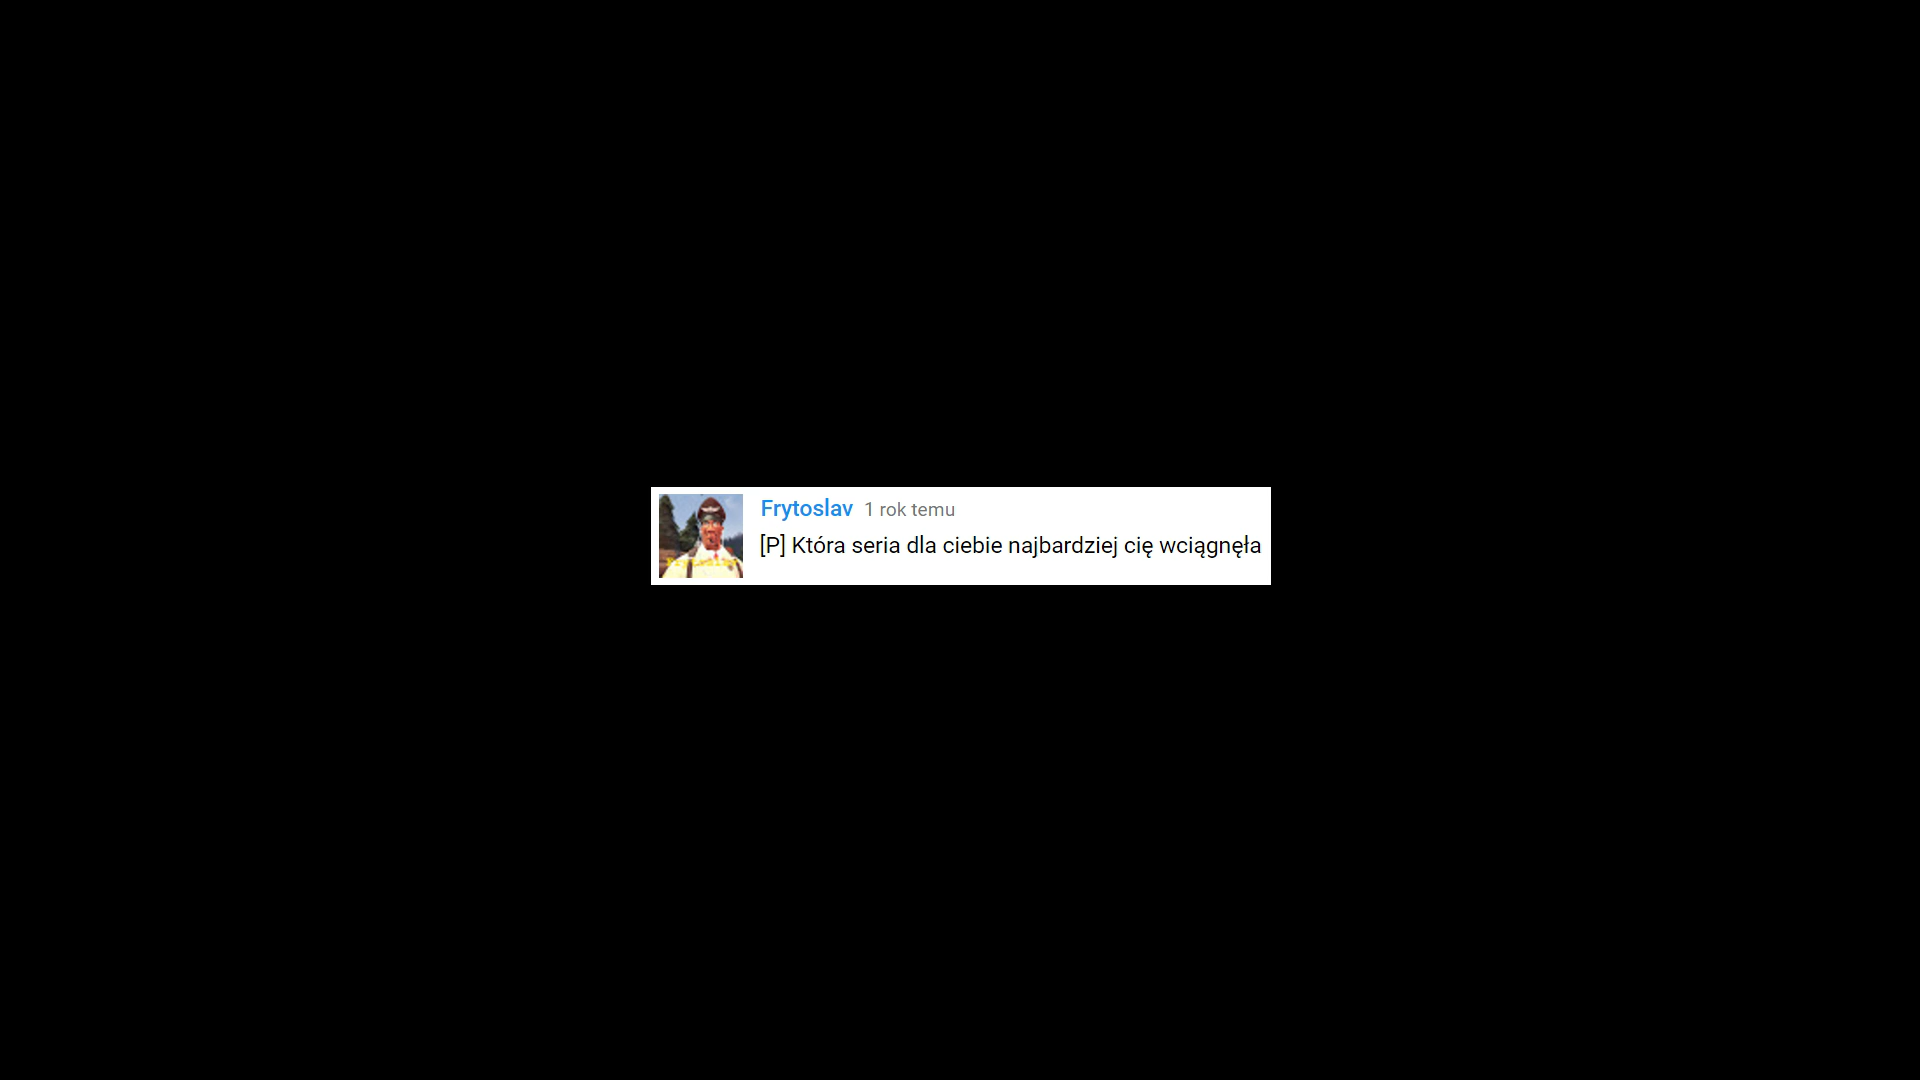 Frytoslav 1 rok temu
[P] Która seria dla ciebie najbardziej cię wciągnęła